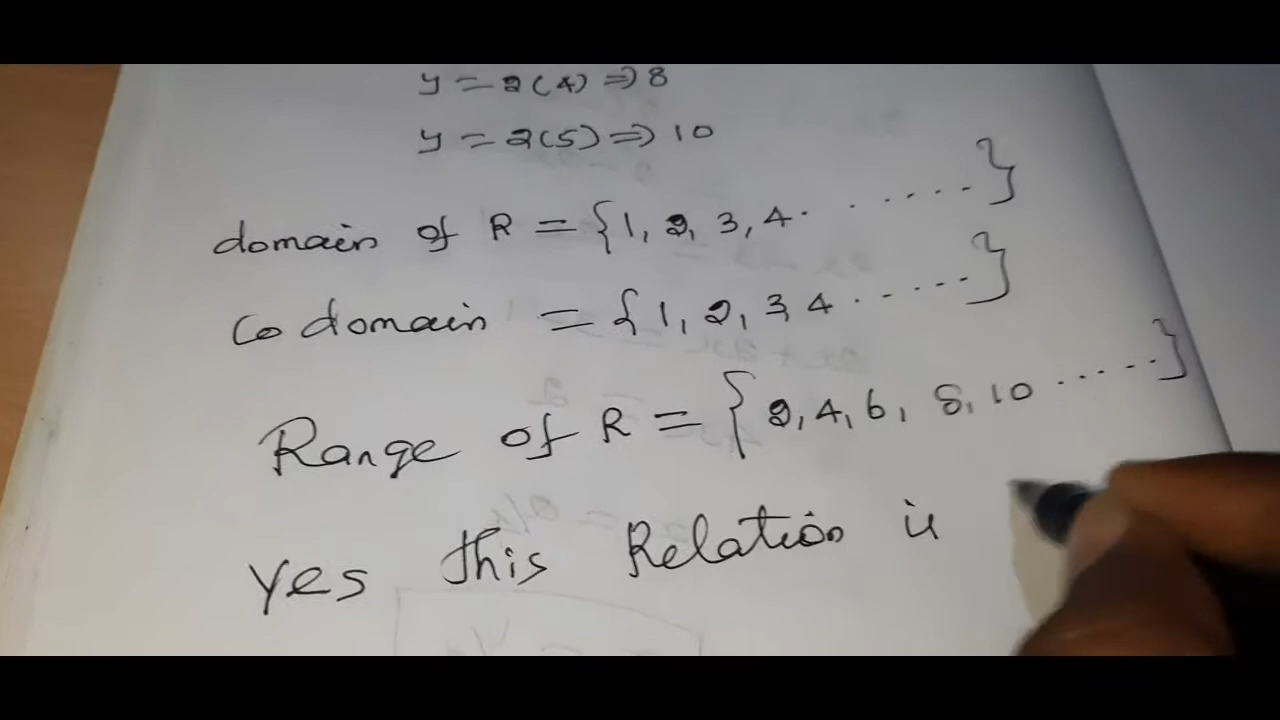 y = 2(4) ⇒ 8
y = 2(5) ⇒ 10
domain of R = {1, 2, 3, 4. . ......}
Co domain = {1, 2, 3, 4 .......}
Range of R = {2, 4, 6, 8, 10 ......}
Yes this Relation is